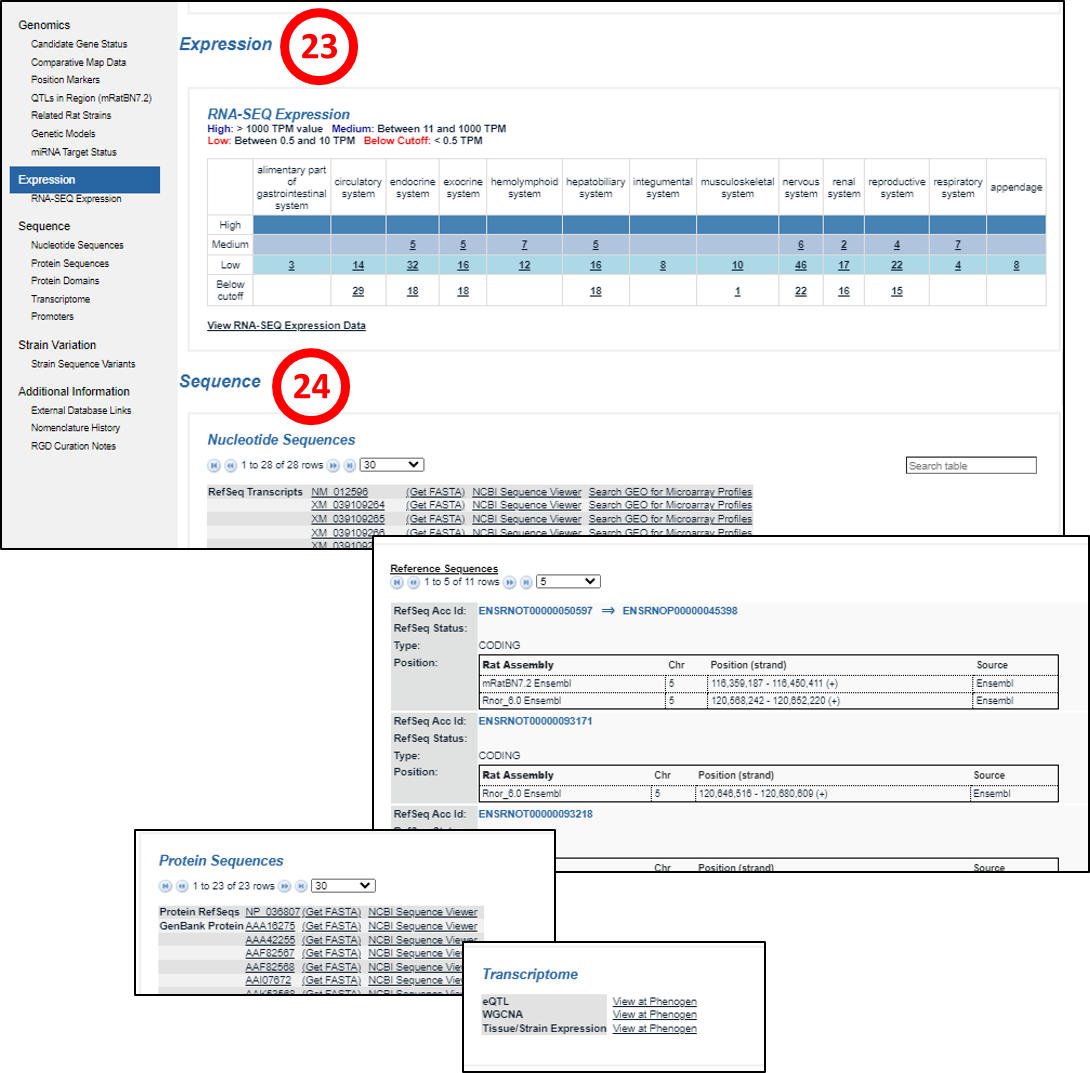 Genomics
Candidate Gene Status
Comparative Map Data
Position Markers
QTLs in Region (mRatBN7.2)
Related Rat Strains
Genetic Models
miRNA Target Status
Expression
RNA-SEQ Expression
Sequence
Nucleotide Sequences
Protein Sequences
Protein Domains
Transcriptome
Promoters
Strain Variation
Strain Sequence Variants
Additional Information
External Database Links
Nomenclature History
RGD Curation Notes
Expression
23
RNA-SEQ Expression
High: > 1000 TPM value Medium: Between 11 and 1000 TPM
Low: Between 0.5 and 10 TPM Below Cutoff: < 0.5 TPM
alimentary part of gastrointestinal system circulatory system endocrine system exocrine system hemolymphoid system hepatobiliary system integumental system musculoskeletal system nervous system renal system reproductive system respiratory system appendage
High
Medium 5 5 7 5 6 2 4 7
Low 3 14 32 16 12 16 8 10 46 17 22 4 8
Below cutoff 29 18 18 18 1 22 16 15
View RNA-SEQ Expression Data
Sequence
24
Nucleotide Sequences
1 to 28 of 28 rows 30 Search table
RefSeq Transcripts NM_012596 (Get FASTA) NCBI Sequence Viewer Search GEO for Microarray Profiles
XM_039109264 (Get FASTA) NCBI Sequence Viewer Search GEO for Microarray Profiles
XM_039109265 (Get FASTA) NCBI Sequence Viewer Search GEO for Microarray Profiles
XM_039109266 (Get FASTA) NCBI Sequence Viewer Search GEO for Microarray Profiles
Reference Sequences
1 to 5 of 11 rows 5
RefSeq Acc Id: ENSRNOT00000050597 ⟹ ENSRNOP00000045398
RefSeq Status:
Type: CODING
Position: Rat Assembly Chr Position (strand) Source
mRatBN7.2 Ensembl 5 116,359,187 - 116,450,411 (+) Ensembl
Rnor_6.0 Ensembl 5 120,568,242 - 120,652,220 (+) Ensembl
RefSeq Acc Id: ENSRNOT00000093171
RefSeq Status:
Type: CODING
Position: Rat Assembly Chr Position (strand) Source
Rnor_6.0 Ensembl 5 120,646,516 - 120,680,609 (+) Ensembl
RefSeq Acc Id: ENSRNOT00000093218
Chr Position (strand) Source
Protein Sequences
1 to 23 of 23 rows 30
Protein RefSeqs NP_036807 (Get FASTA) NCBI Sequence Viewer
GenBank Protein AAA16275 (Get FASTA) NCBI Sequence Viewer
AAA42255 (Get FASTA) NCBI Sequence Viewer
AAF82567 (Get FASTA) NCBI Sequence
AAF82568 (Get FASTA) NCBI Sequence
AAI07672 (Get FASTA) NCBI Sequence
AAK53568 (Get FASTA) NCBI Sequence
Transcriptome
eQTL View at Phenogen
WGCNA View at Phenogen
Tissue/Strain Expression View at Phenogen